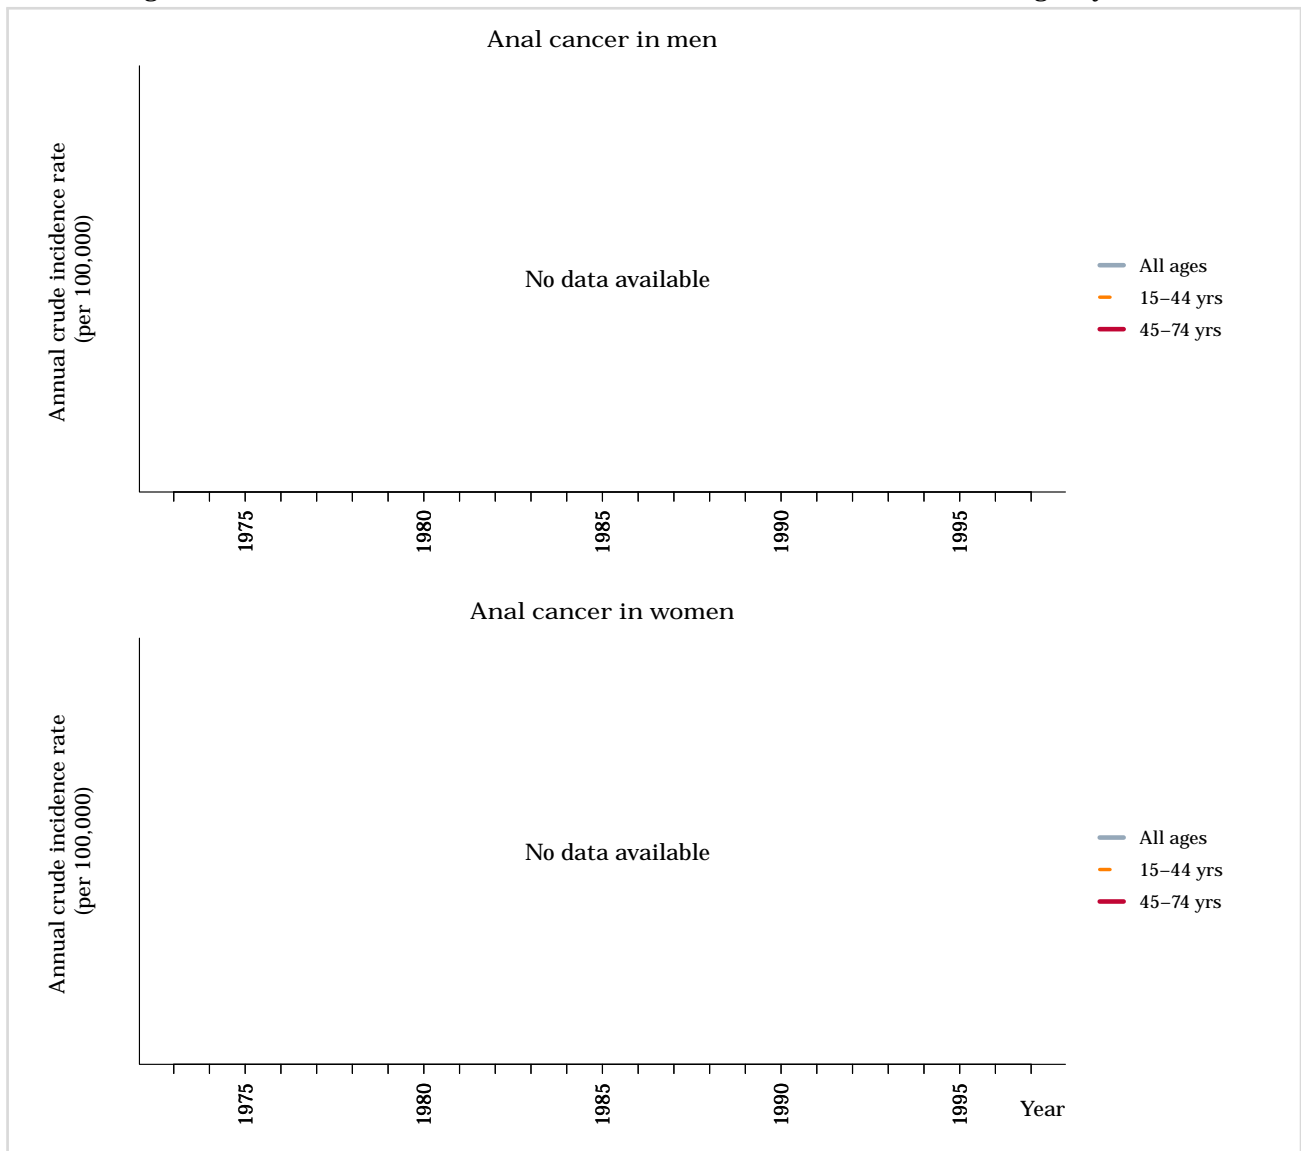 Anal cancer in men
Annual crude incidence rate
(per 100,000)
No data available
All ages
15–44 yrs
45–74 yrs
1975
1980
1985
1990
1995
Anal cancer in women
Annual crude incidence rate
(per 100,000)
No data available
All ages
15–44 yrs
45–74 yrs
1975
1980
1985
1990
1995
Year